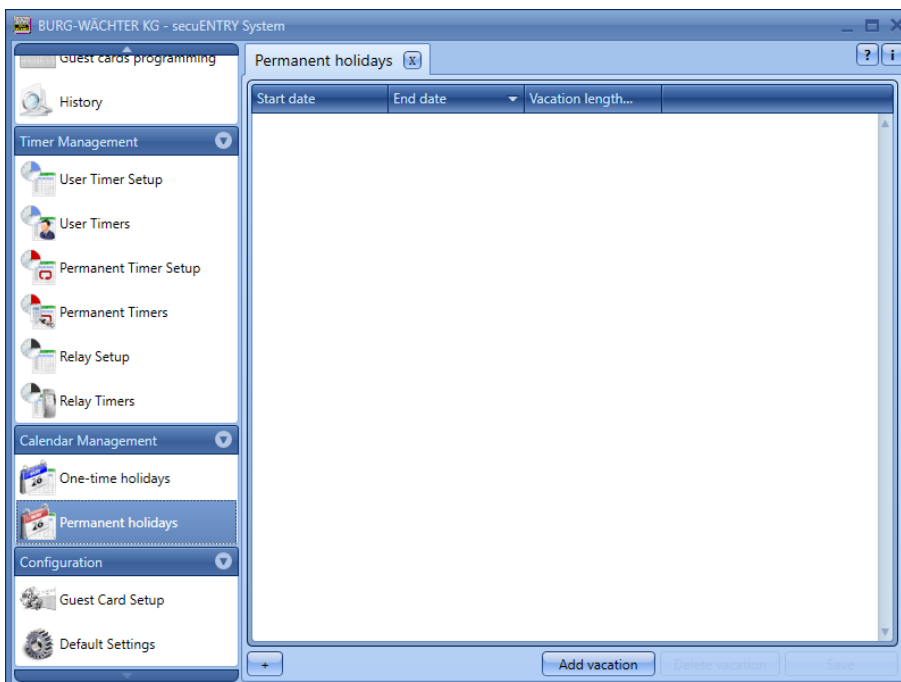 BURG-WÄCHTER KG - secuENTRY System
Guest cards programming
History
Timer Management
User Timer Setup
User Timers
Permanent Timer Setup
Permanent Timers
Relay Setup
Relay Timers
Calendar Management
One-time holidays
Permanent holidays
Configuration
Guest Card Setup
Default Settings
Permanent holidays x
? i
Start date End date Vacation length...
+ Add vacation Delete vacation Save